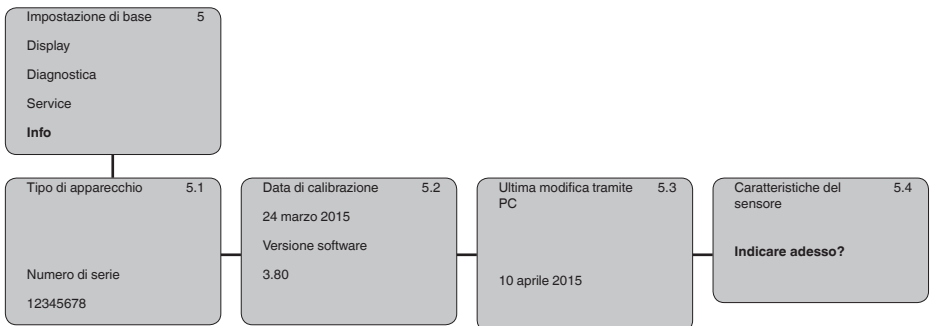 Impostazione di base 5
Display
Diagnostica
Service
Info
Tipo di apparecchio 5.1
Numero di serie
12345678
Data di calibrazione 5.2
24 marzo 2015
Versione software
3.80
Ultima modifica tramite 5.3
PC
10 aprile 2015
Caratteristiche del 5.4
sensore
Indicare adesso?